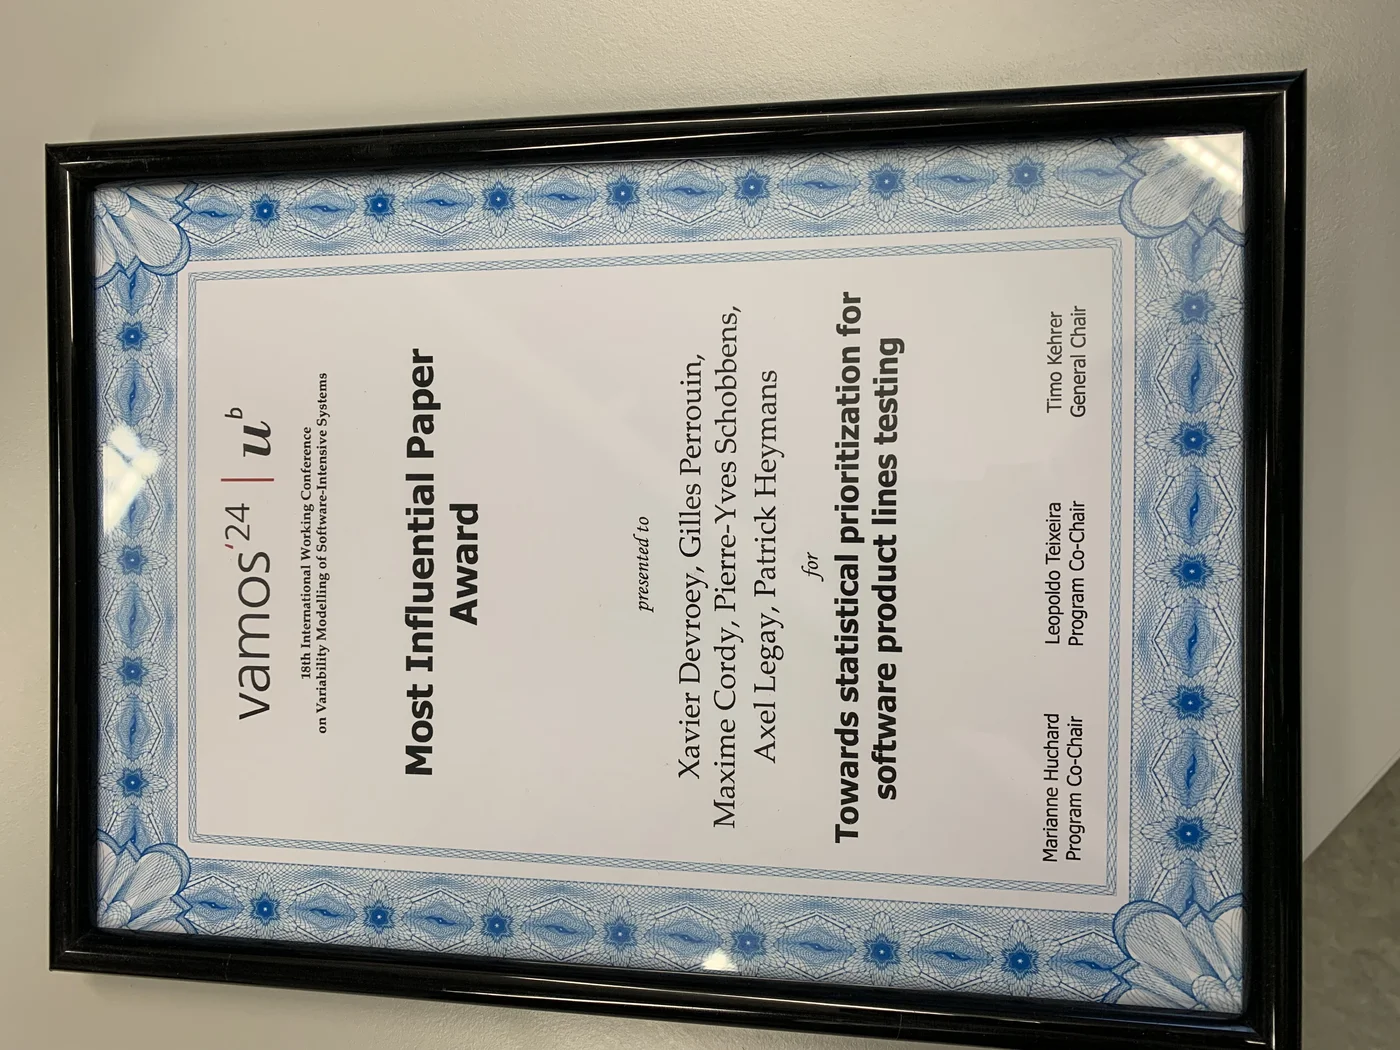 vamos'24 | u^b
18th International Working Conference
on Variability Modelling of Software-Intensive Systems
Most Influential Paper
Award
presented to
Xavier Devroey, Gilles Perrouin,
Maxime Cordy, Pierre-Yves Schobbens,
Axel Legay, Patrick Heymans
for
Towards statistical prioritization for
software product lines testing
Marianne Huchard
Program Co-Chair
Leopoldo Teixeira
Program Co-Chair
Timo Kehrer
General Chair